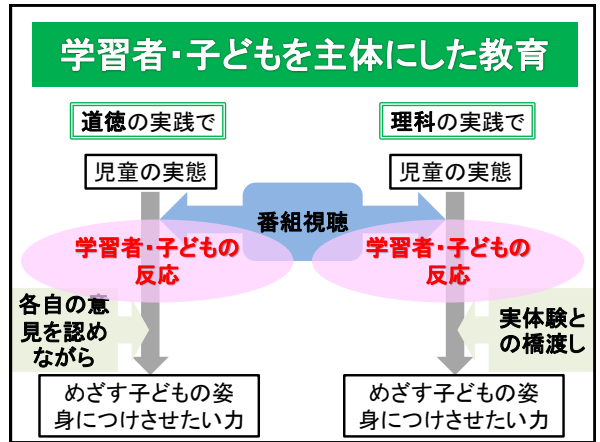 学習者・子どもを主体にした教育
道徳の実践で
理科の実践で
児童の実態
児童の実態
番組視聴
学習者・子どもの
反応
学習者・子どもの
反応
各自の意
見を認め
ながら
実体験と
の橋渡し
めざす子どもの姿
身につけさせたい力
めざす子どもの姿
身につけさせたい力